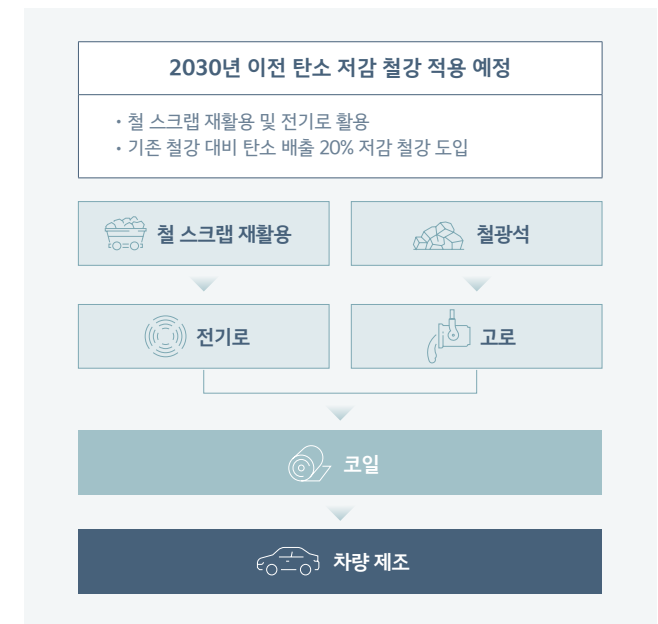 2030년 이전 탄소 저감 철강 적용 예정
· 철 스크랩 재활용 및 전기로 활용
· 기존 철강 대비 탄소 배출 20% 저감 철강 도입
철 스크랩 재활용
철광석
전기로
고로
코일
차량 제조